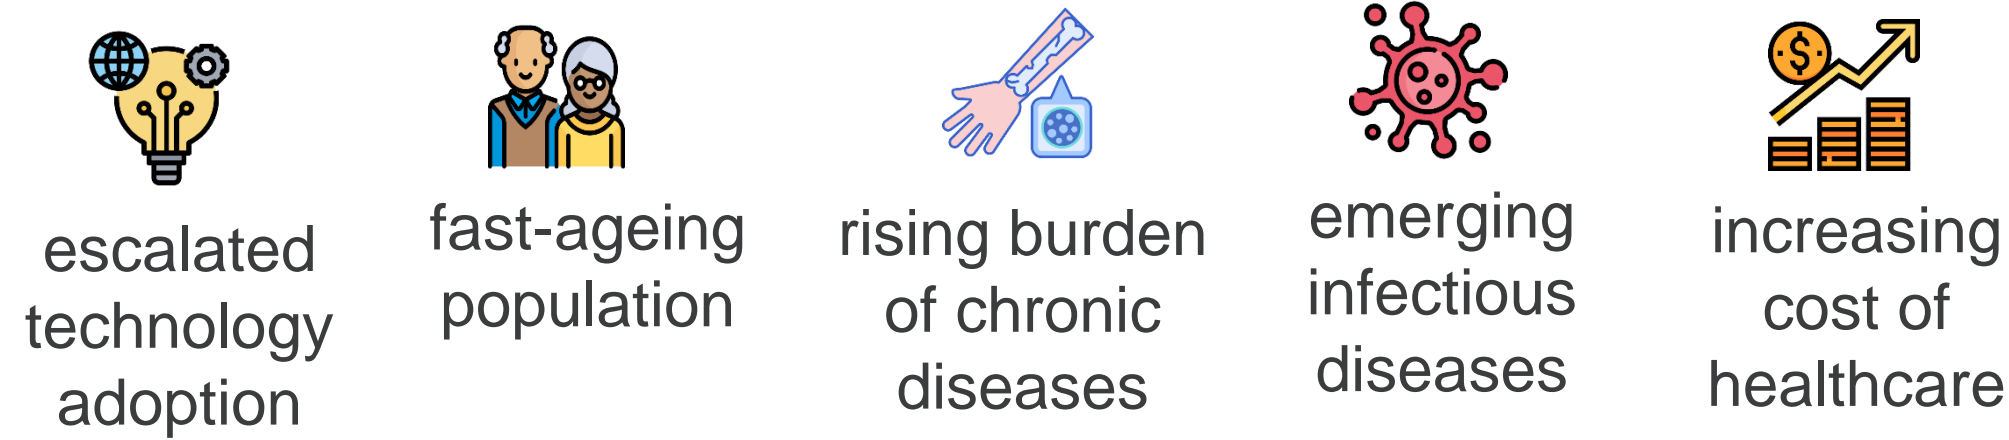 escalated
technology
adoption
fast-ageing
population
rising burden
of chronic
diseases
emerging
infectious
diseases
$
increasing
cost of
healthcare